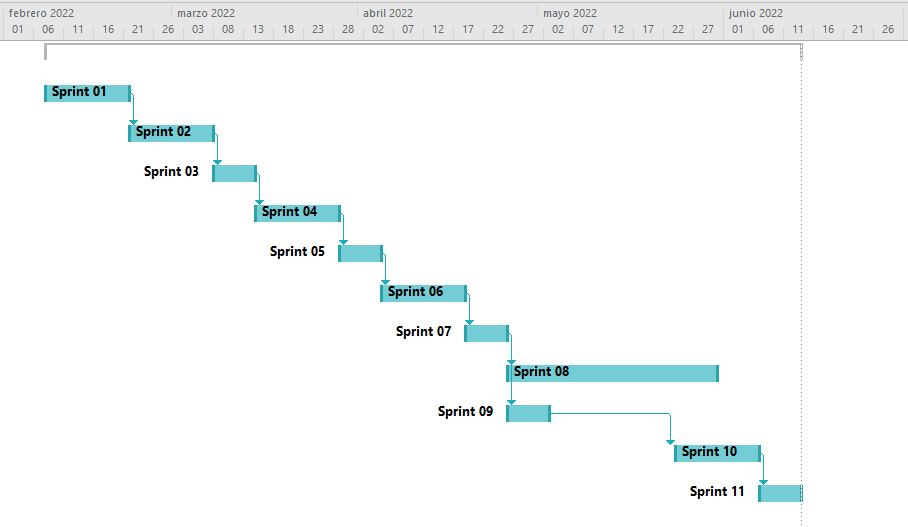 febrero 2022 marzo 2022 abril 2022 mayo 2022 junio 2022
01 06 11 16 21 26 03 08 13 18 23 28 02 07 12 17 22 27 02 07 12 17 22 27 01 06 11 16 21 26
Sprint 01
Sprint 02
Sprint 03
Sprint 04
Sprint 05
Sprint 06
Sprint 07
Sprint 08
Sprint 09
Sprint 10
Sprint 11